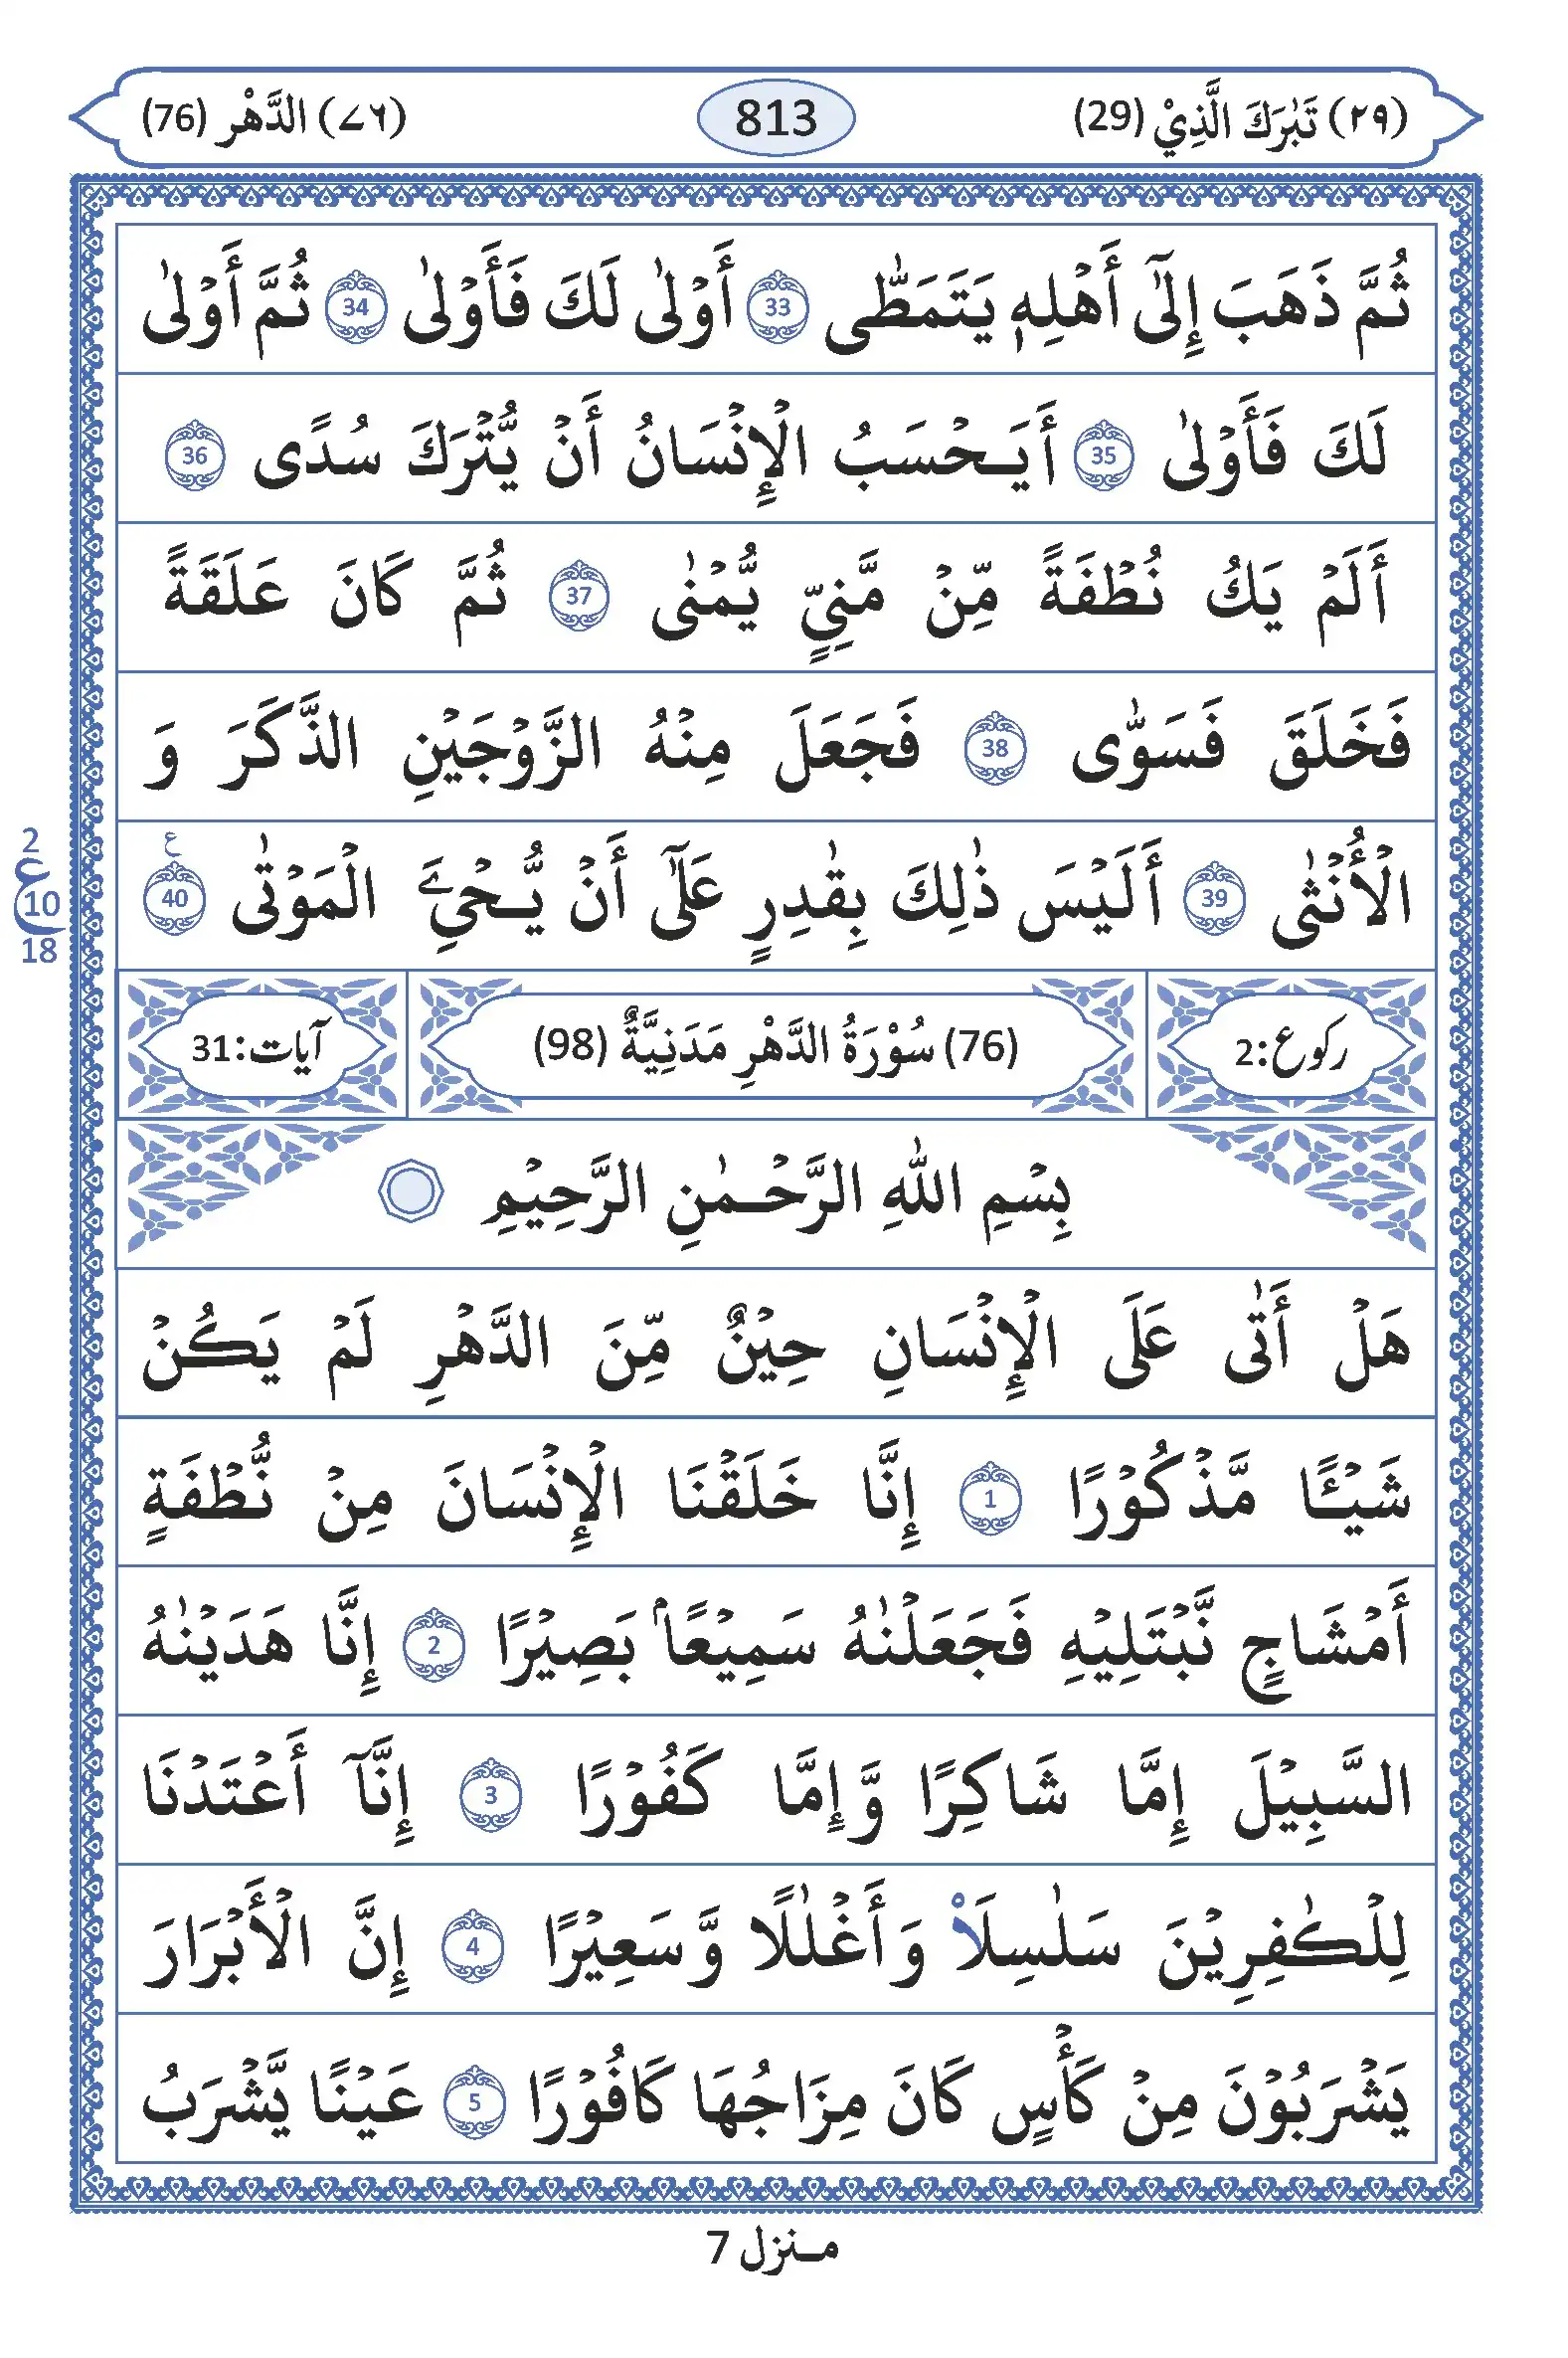 (٢٩) تَبٰرَكَ الَّذِيْ (29) 813 (٧٦) الدَّهْر (76)
ثُمَّ ذَهَبَ إِلٰٓى أَهْلِهٖ يَتَمَطّٰى 33 أَوْلٰى لَكَ فَأَوْلٰى 34 ثُمَّ أَوْلٰى
لَكَ فَأَوْلٰى 35 أَيَحْسَبُ الْإِنْسَانُ أَنْ يُّتْرَكَ سُدًى 36
أَلَمْ يَكُ نُطْفَةً مِّنْ مَّنِيٍّ يُّمْنٰى 37 ثُمَّ كَانَ عَلَقَةً
فَخَلَقَ فَسَوّٰى 38 فَجَعَلَ مِنْهُ الزَّوْجَيْنِ الذَّكَرَ وَ
الْأُنْثٰى 39 أَلَيْسَ ذٰلِكَ بِقٰدِرٍ عَلٰٓى أَنْ يُّحْيِۦَ الْمَوْتٰى 40 ع
2
ع 10
18
رکوع:2 (76) سُوْرَةُ الدَّهْرِ مَدَنِيَّةٌ (98) آیات:31
بِسْمِ اللّٰهِ الرَّحْمٰنِ الرَّحِيْمِ
هَلْ أَتٰى عَلَى الْإِنْسَانِ حِيْنٌ مِّنَ الدَّهْرِ لَمْ يَكُنْ
شَيْـًٔا مَّذْكُوْرًا 1 إِنَّا خَلَقْنَا الْإِنْسَانَ مِنْ نُّطْفَةٍ
أَمْشَاجٍ نَّبْتَلِيْهِ فَجَعَلْنٰهُ سَمِيْعًۢا بَصِيْرًا 2 إِنَّا هَدَيْنٰهُ
السَّبِيْلَ إِمَّا شَاكِرًا وَّإِمَّا كَفُوْرًا 3 إِنَّآ أَعْتَدْنَا
لِلْكٰفِرِيْنَ سَلٰسِلَا۟ وَأَغْلٰلًا وَّسَعِيْرًا 4 إِنَّ الْأَبْرَارَ
يَشْرَبُوْنَ مِنْ كَأْسٍ كَانَ مِزَاجُهَا كَافُوْرًا 5 عَيْنًا يَّشْرَبُ
مـنزل 7